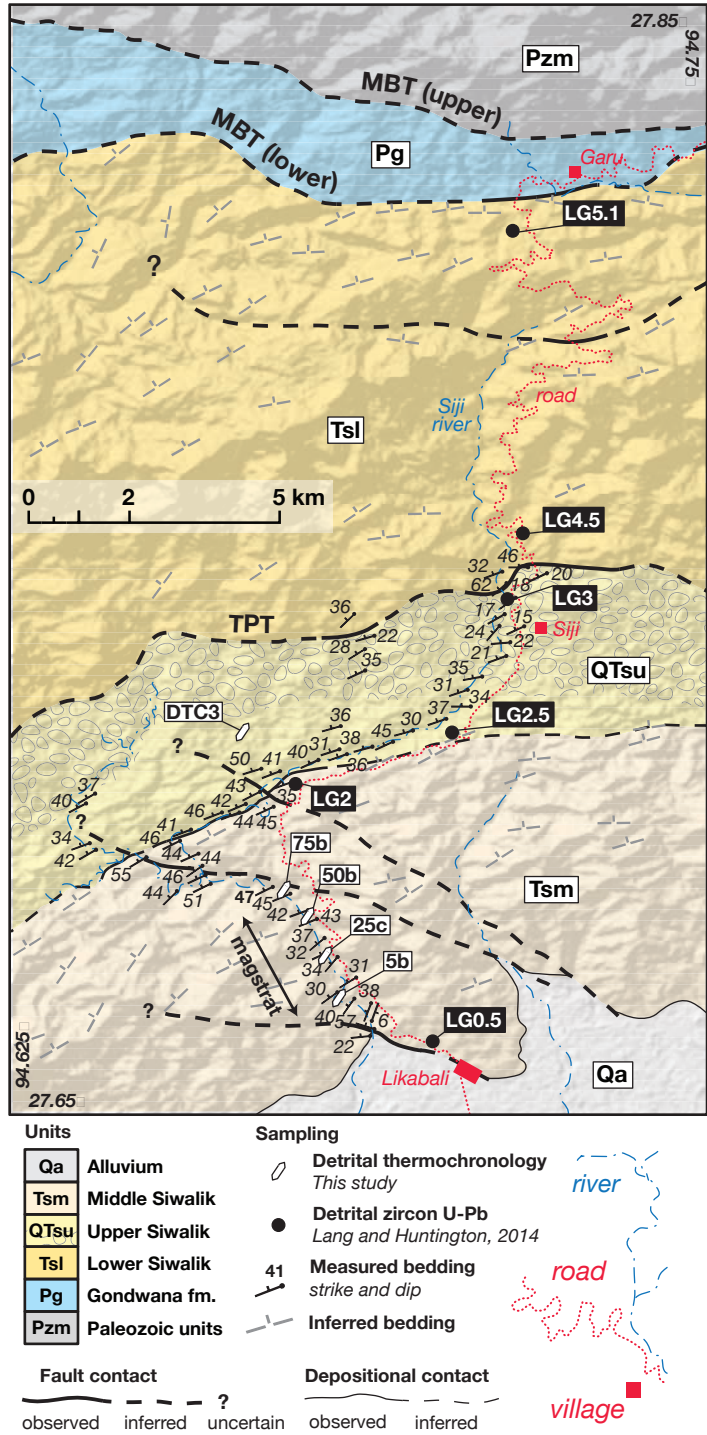 27.85
94.75
Pzm
MBT (upper)
MBT (lower)
Pg
Garu
LG5.1
?
Siji
river
road
Tsl
0 2 5 km
LG4.5
46
32
62
18
20
LG3
36
17
TPT
22
15
Siji
24
28
22
35
21
QTsu
35
31
34
DTC3
37
36
30
LG2.5
?
45
38
31
40
36
50
41
37
43
35
LG2
40
42
46
44
45
41
?
34
46
75b
44
44
42
50b
55
46
Tsm
47
45
44
51
42
43
25c
37
magstrat
32
34
5b
31
30
38
?
40
57
6
LG0.5
22
94.625
Likabali
Qa
27.65
Units
Qa Alluvium
Tsm Middle Siwalik
QTsu Upper Siwalik
Tsl Lower Siwalik
Pg Gondwana fm.
Pzm Paleozoic units
Sampling
Detrital thermochronology
This study
Detrital zircon U-Pb
Lang and Huntington, 2014
41 Measured bedding
strike and dip
Inferred bedding
river
road
village
Fault contact
?
observed inferred uncertain
Depositional contact
observed inferred